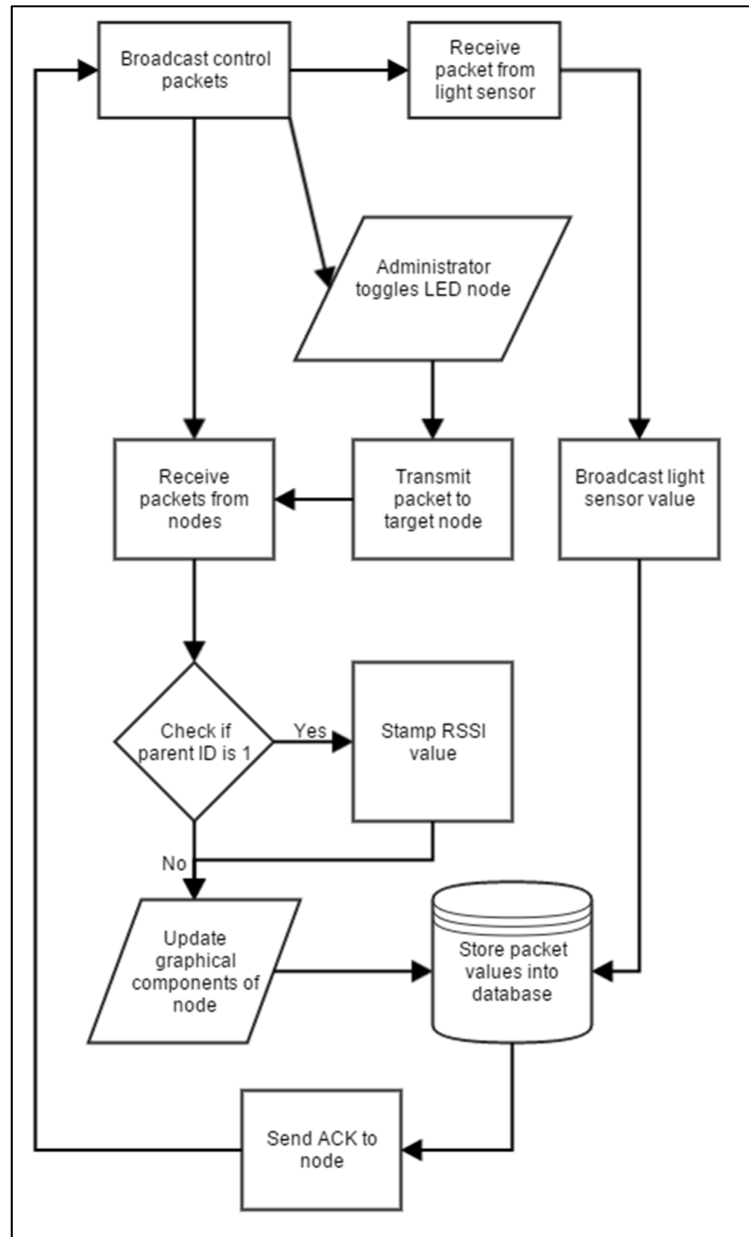 Broadcast control
packets
Receive
packet from
light sensor
Administrator
toggles LED node
Receive
packets from
nodes
Transmit
packet to
target node
Broadcast light
sensor value
Check if
parent ID is 1
Yes
Stamp RSSI
value
No
Update
graphical
components of
node
Store packet
values into
database
Send ACK to
node